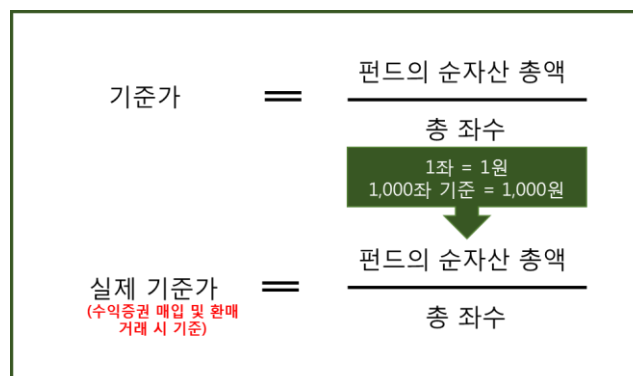 기준가 = 펀드의 순자산 총액
총 좌수
1좌 = 1원
1,000좌 기준 = 1,000원
실제 기준가 = 펀드의 순자산 총액
(수익증권 매입 및 환매
거래 시 기준)
총 좌수